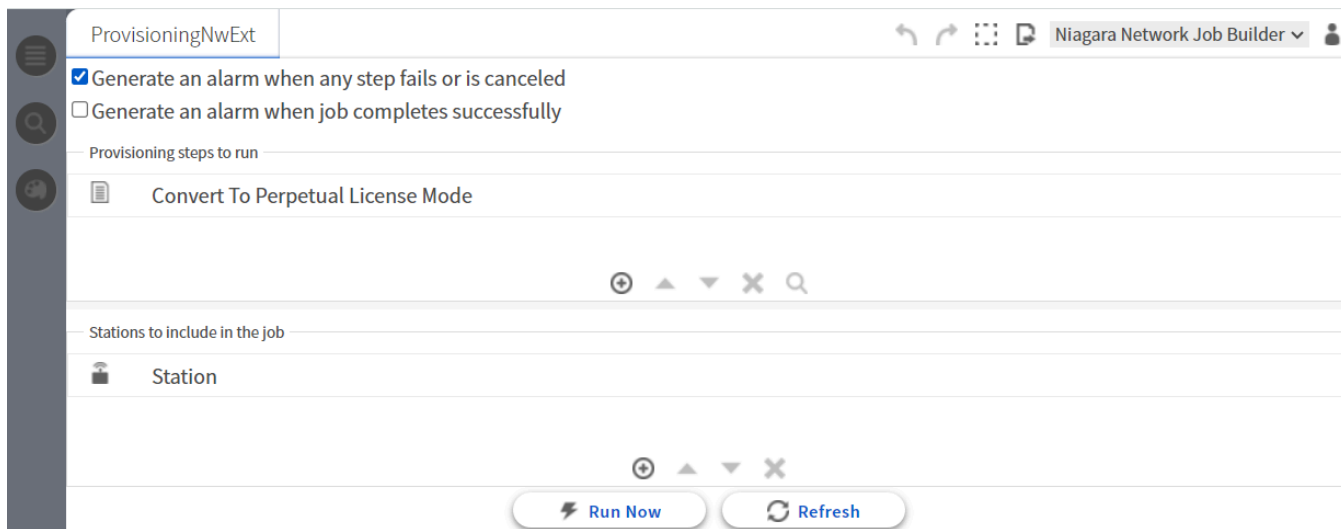 ProvisioningNwExt
Niagara Network Job Builder
Generate an alarm when any step fails or is canceled
Generate an alarm when job completes successfully
Provisioning steps to run
Convert To Perpetual License Mode
Stations to include in the job
Station
Run Now
Refresh